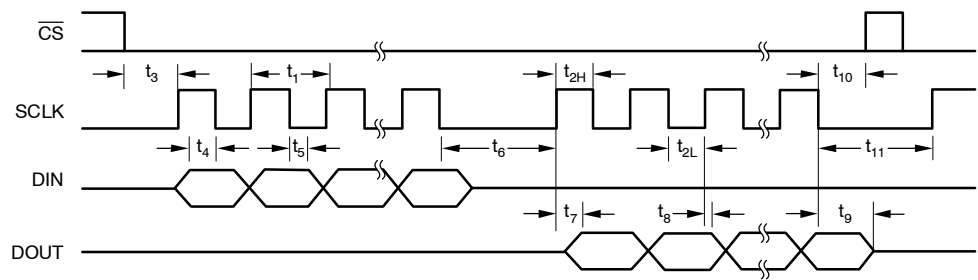 CS
t3 t1 t2H t10
SCLK
t4 t5 t6 t2L t11
DIN
t7 t8 t9
DOUT